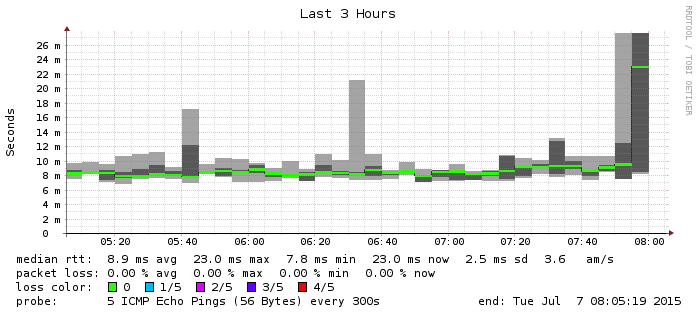 Last 3 Hours
RRDTOOL / TOBI OETIKER
Seconds
26 m
24 m
22 m
20 m
18 m
16 m
14 m
12 m
10 m
8 m
6 m
4 m
2 m
0
05:20 05:40 06:00 06:20 06:40 07:00 07:20 07:40 08:00
median rtt: 8.9 ms avg 23.0 ms max 7.8 ms min 23.0 ms now 2.5 ms sd 3.6 am/s
packet loss: 0.00 % avg 0.00 % max 0.00 % min 0.00 % now
loss color: 0 1/5 2/5 3/5 4/5
probe: 5 ICMP Echo Pings (56 Bytes) every 300s end: Tue Jul 7 08:05:19 2015